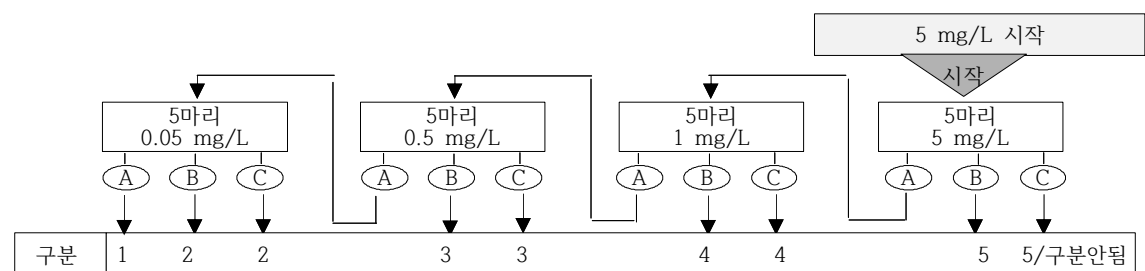 5 mg/L 시작
시작
5마리
0.05 mg/L
5마리
0.5 mg/L
5마리
1 mg/L
5마리
5 mg/L
A B C A B C A B C A B C
구분 1 2 2 3 3 4 4 5 5/구분안됨